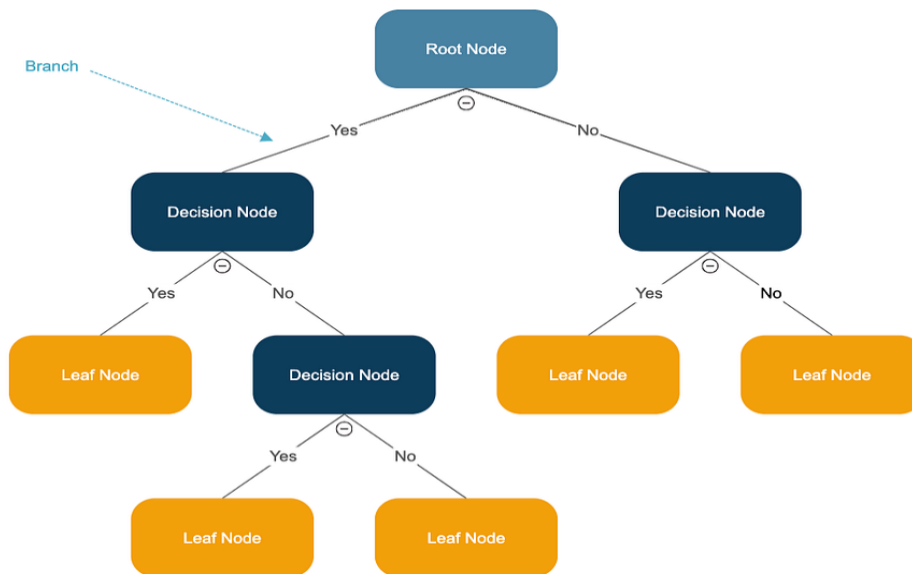 Root Node
Branch
Yes
No
Decision Node
Decision Node
Yes
No
Yes
No
Leaf Node
Decision Node
Leaf Node
Leaf Node
Yes
No
Leaf Node
Leaf Node